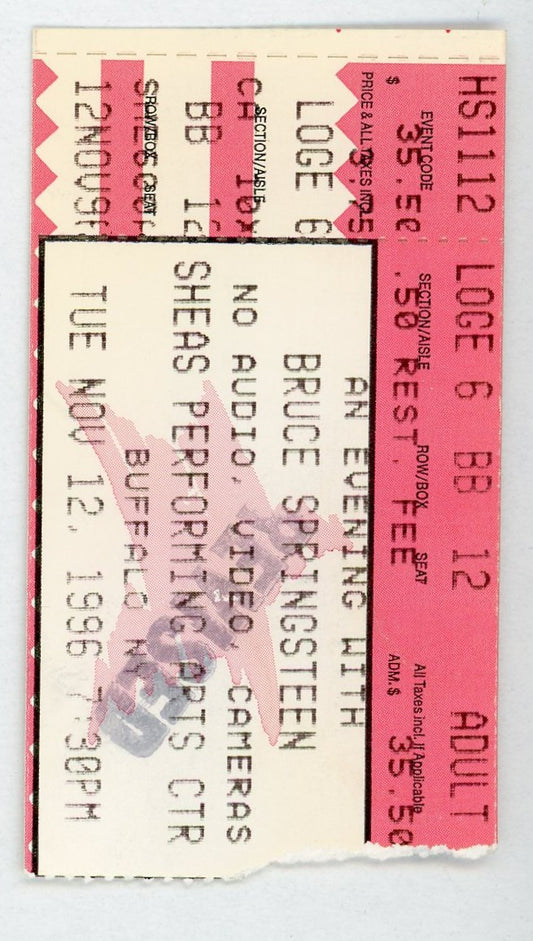 HS1112 LOGE 6 BB 12 ADULT
EVENT CODE SECTION/AISLE ROW/BOX SEAT All Taxes incl. If Applicable
$ 35.50 .50 REST. FEE ADM. $ 35.50
PRICE & ALL TAXES INCL.
AN EVENING WITH
LOGE 6 BRUCE SPRINGSTEEN
SECTION/AISLE
CA 10X NO AUDIO, VIDEO, CAMERAS
BB 12 SHEAS PERFORMING ARTS CTR
ROW/BOX SEAT
BUFFALO NY
12NOV96 TUE NOV 12, 1996 7:30PM